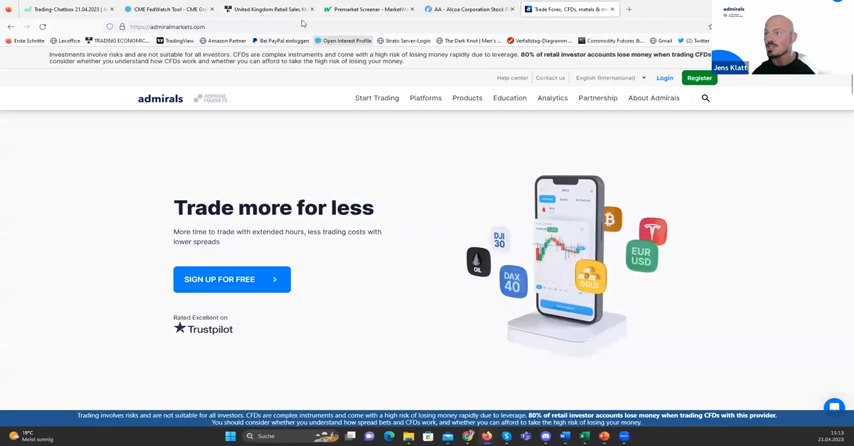 Trading-Chatbox 21.04.2023 | J
CME FedWatch Tool - CME Gro
United Kingdom Retail Sales M
Premarket Screener — MarketW
AA - Alcoa Corporation Stock
Trade Forex, CFDs, metals & m
https://admiralmarkets.com
Erste Schritte
Lexoffice
TRADING ECONOMIC...
TradingView
Amazon Partner
Bei PayPal einloggen
Open Interest Profile
Strato Server-Login
The Dark Knot | Men's ...
Verfallstag-Diagramm ...
Commodity Futures & ...
Gmail
(2) Twitter
Investments involve risks and are not suitable for all investors. CFDs are complex instruments and come with a high risk of losing money rapidly due to leverage. 80% of retail investor accounts lose money when trading CFDs
consider whether you understand how CFDs work and whether you can afford to take the high risk of losing your money.
Jens Klatt
admirals
Help center
Contact us
English (International)
Login
Register
admirals
ADMIRAL MARKETS
Start Trading
Platforms
Products
Education
Analytics
Partnership
About Admirals
Trade more for less
More time to trade with extended hours, less trading costs with
lower spreads
SIGN UP FOR FREE
Rated Excellent on
Trustpilot
DJI
30
OIL
DAX
40
GOLD
EUR
USD
Trading involves risks and are not suitable for all investors. CFDs are complex instruments and come with a high risk of losing money rapidly due to leverage. 80% of retail investor accounts lose money when trading CFDs with this provider.
You should consider whether you understand how spread bets and CFDs work, and whether you can afford to take the high risk of losing your money.
19°C
Meist sonnig
Suche
15:13
21.04.2023